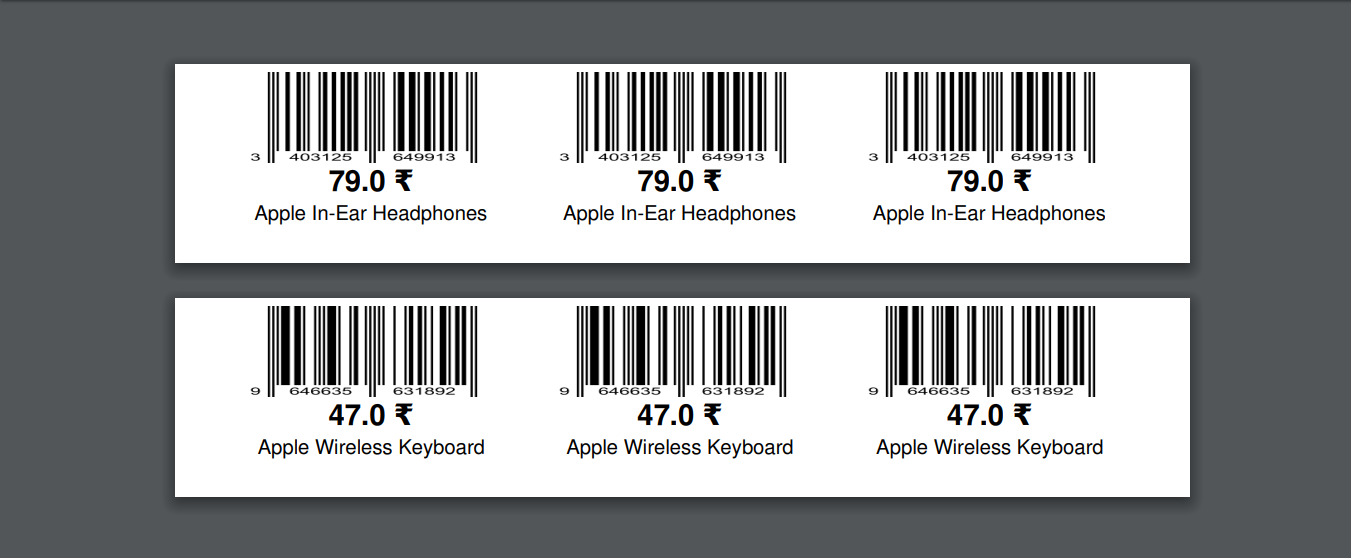 3 403125 649913 3 403125 649913 3 403125 649913
79.0 ₹ 79.0 ₹ 79.0 ₹
Apple In-Ear Headphones Apple In-Ear Headphones Apple In-Ear Headphones
9 646635 631892 9 646635 631892 9 646635 631892
47.0 ₹ 47.0 ₹ 47.0 ₹
Apple Wireless Keyboard Apple Wireless Keyboard Apple Wireless Keyboard